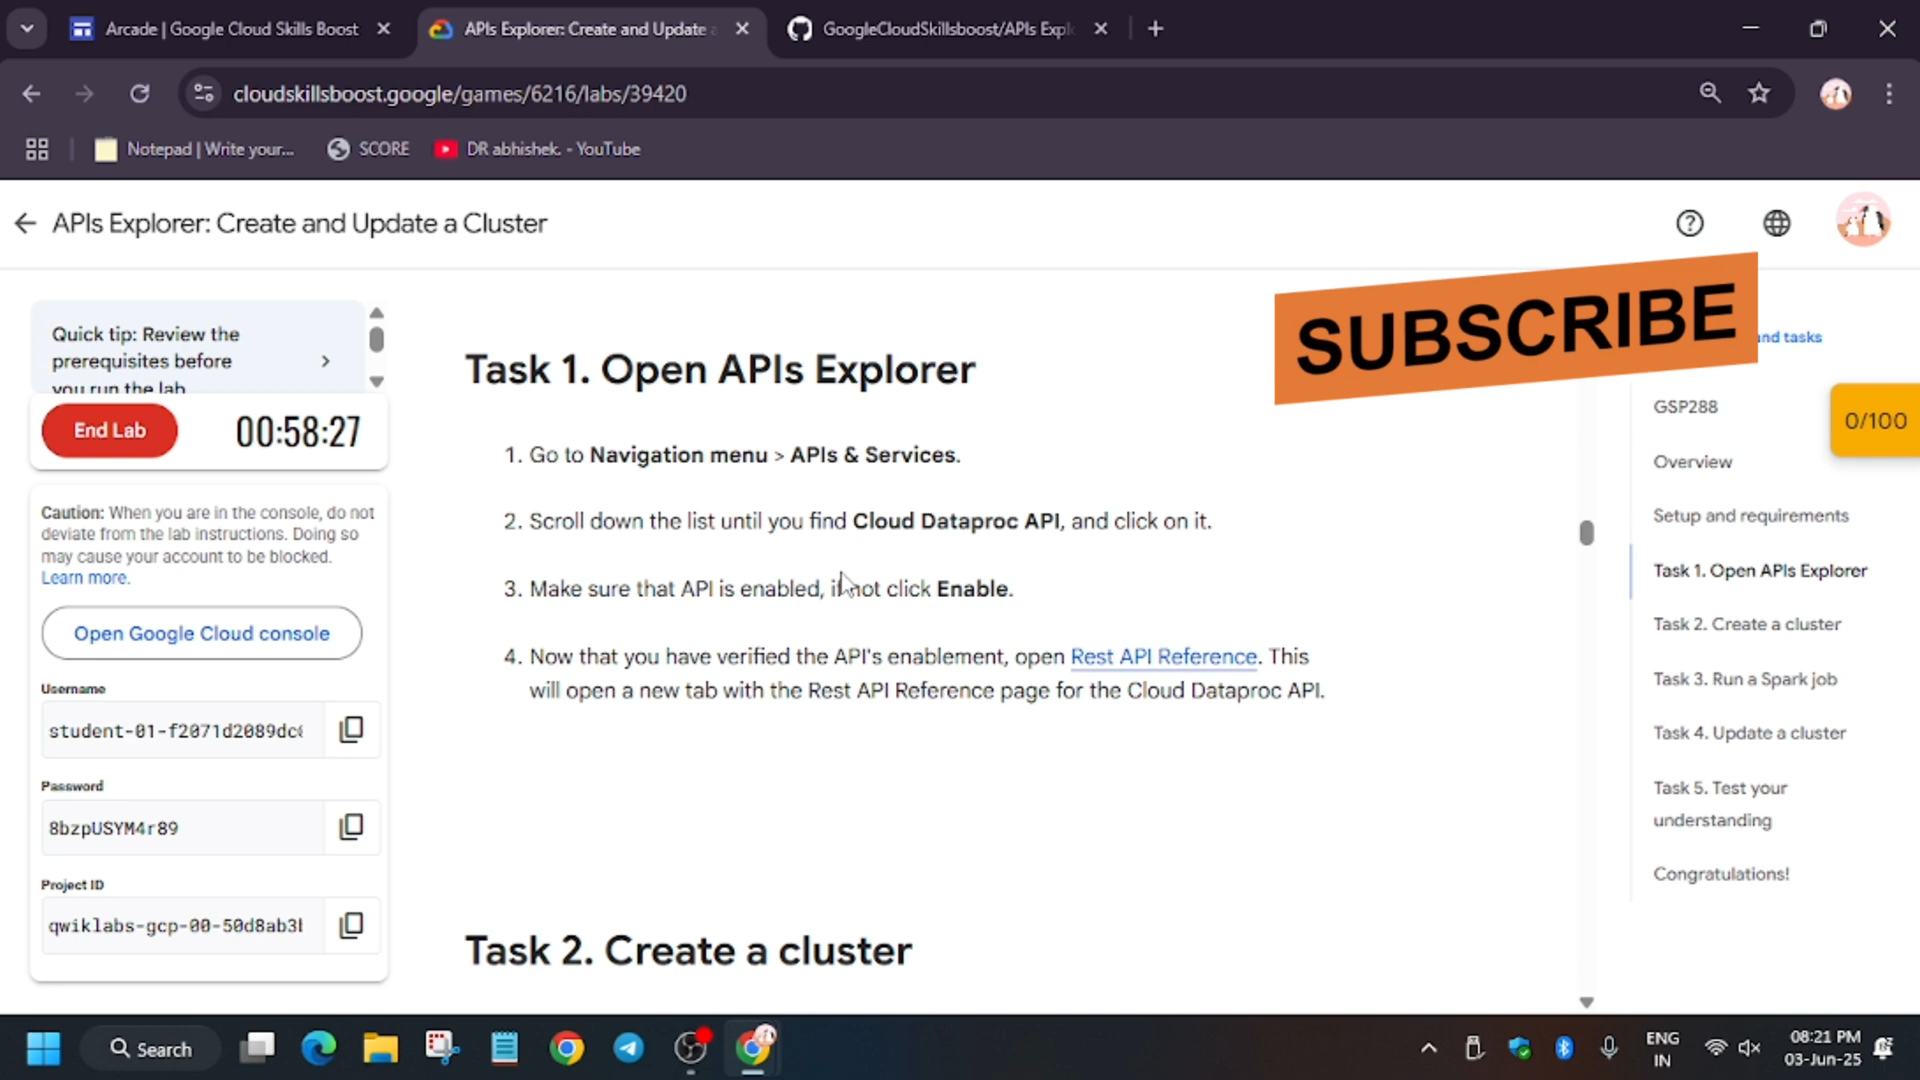 Arcade | Google Cloud Skills Boost
APIs Explorer: Create and Update a
GoogleCloudSkillsboost/APIs Expl
cloudskillsboost.google/games/6216/labs/39420
Notepad | Write your...
SCORE
DR abhishek. - YouTube
APIs Explorer: Create and Update a Cluster
SUBSCRIBE
and tasks
Quick tip: Review the
prerequisites before
you run the lab
End Lab
00:58:27
Caution: When you are in the console, do not
deviate from the lab instructions. Doing so
may cause your account to be blocked.
Learn more.
Open Google Cloud console
Username
student-01-f2071d2089dc
Password
8bzpUSYM4r89
Project ID
qwiklabs-gcp-00-50d8ab3
Task 1. Open APIs Explorer
1. Go to Navigation menu > APIs & Services.
2. Scroll down the list until you find Cloud Dataproc API, and click on it.
3. Make sure that API is enabled, if not click Enable.
4. Now that you have verified the API's enablement, open Rest API Reference. This
will open a new tab with the Rest API Reference page for the Cloud Dataproc API.
Task 2. Create a cluster
GSP288
0/100
Overview
Setup and requirements
Task 1. Open APIs Explorer
Task 2. Create a cluster
Task 3. Run a Spark job
Task 4. Update a cluster
Task 5. Test your
understanding
Congratulations!
Search
ENG
IN
08:21 PM
03-Jun-25